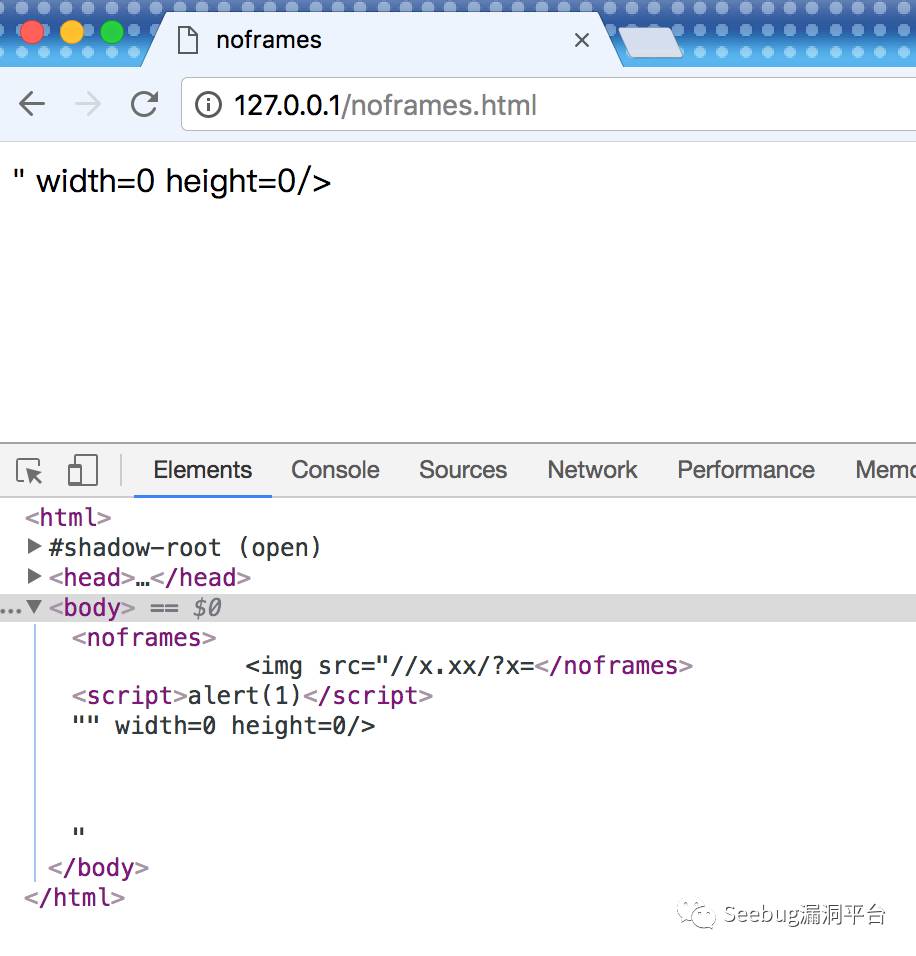 noframes
127.0.0.1/noframes.html
" width=0 height=0/>
Elements Console Sources Network Performance Memo
<html>
#shadow-root (open)
<head>…</head>
…<body> == $0
<noframes>
<img src="//x.xx/?x=</noframes>
<script>alert(1)</script>
"" width=0 height=0/>
"
</body>
</html>
Seebug漏洞平台